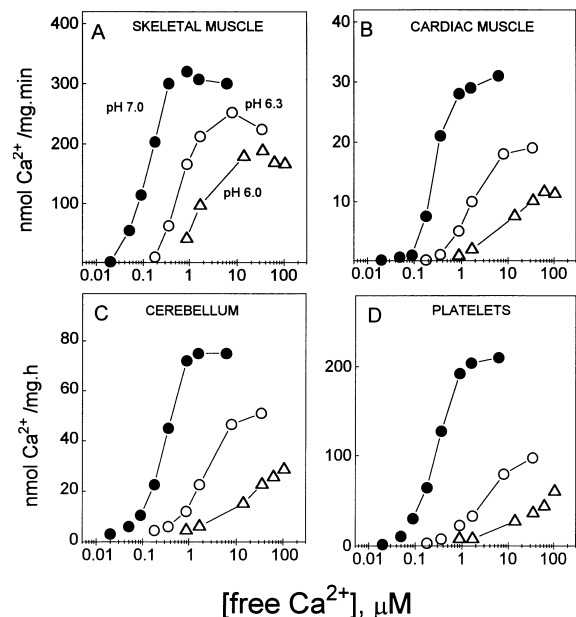 A SKELETAL MUSCLE
B CARDIAC MUSCLE
nmol Ca²⁺ /mg.min
400
300
200
100
pH 7.0
pH 6.3
pH 6.0
0.01 0.1 1 10 100
30
20
10
0.01 0.1 1 10 100
C CEREBELLUM
D PLATELETS
nmol Ca²⁺ /mg.h
80
60
40
20
0
0.01 0.1 1 10 100
200
100
0
0.01 0.1 1 10 100
[free Ca²⁺], μM